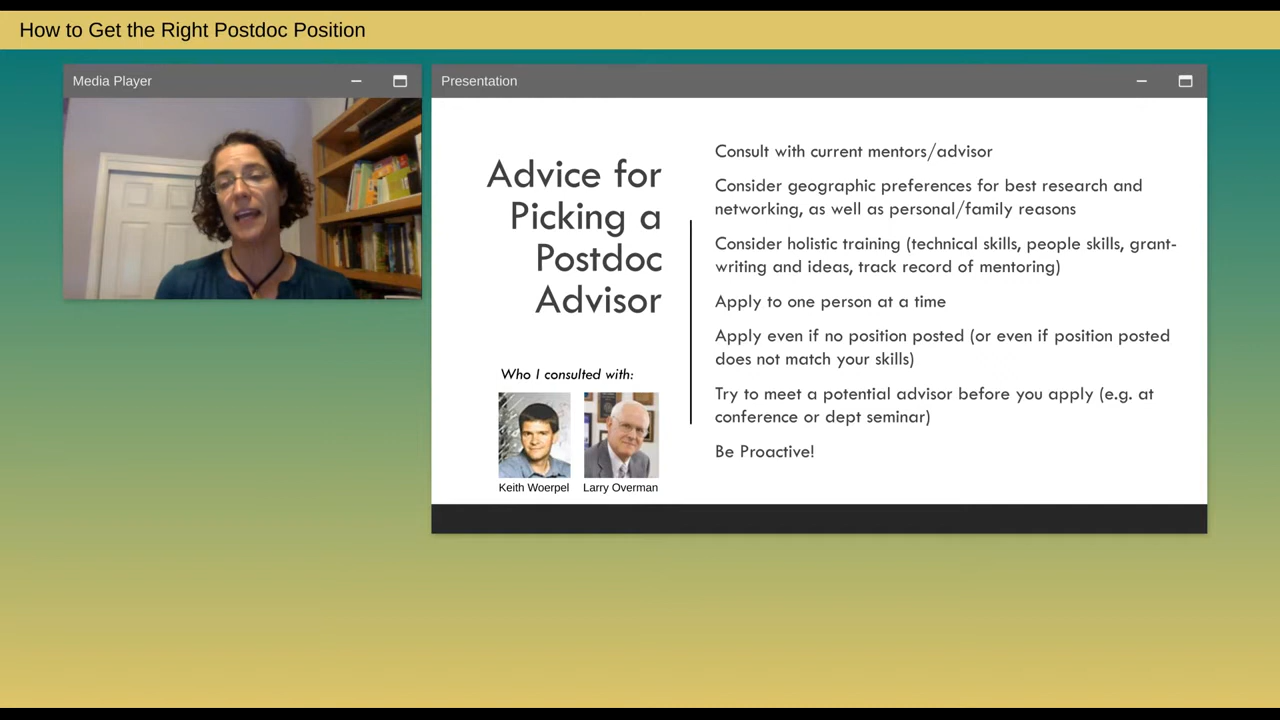 How to Get the Right Postdoc Position
Media Player
Presentation
Advice for
Picking a
Postdoc
Advisor
Who I consulted with:
Keith Woerpel
Larry Overman
Consult with current mentors/advisor
Consider geographic preferences for best research and
networking, as well as personal/family reasons
Consider holistic training (technical skills, people skills, grant-
writing and ideas, track record of mentoring)
Apply to one person at a time
Apply even if no position posted (or even if position posted
does not match your skills)
Try to meet a potential advisor before you apply (e.g. at
conference or dept seminar)
Be Proactive!